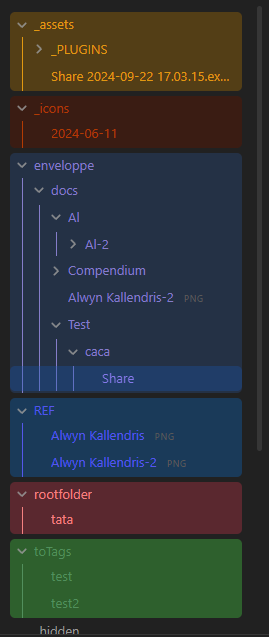 _assets
_PLUGINS
Share 2024-09-22 17.03.15.ex...
_icons
2024-06-11
enveloppe
docs
Al
Al-2
Compendium
Alwyn Kallendris-2 PNG
Test
caca
Share
REF
Alwyn Kallendris PNG
Alwyn Kallendris-2 PNG
rootfolder
tata
toTags
test
test2
hidden